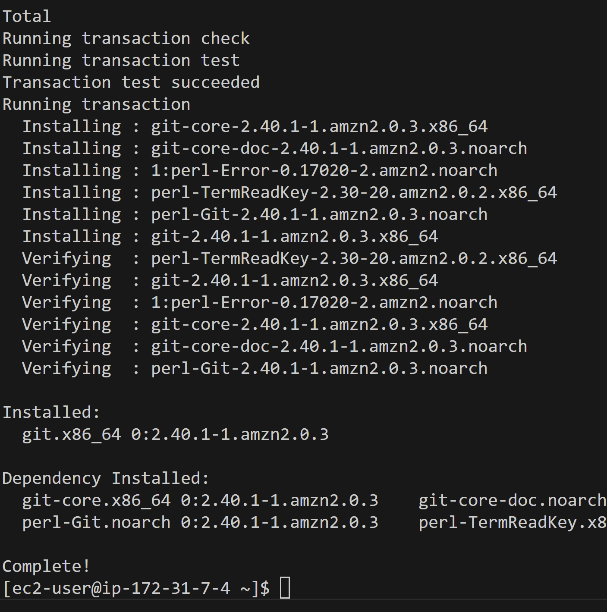 Total
Running transaction check
Running transaction test
Transaction test succeeded
Running transaction
  Installing : git-core-2.40.1-1.amzn2.0.3.x86_64
  Installing : git-core-doc-2.40.1-1.amzn2.0.3.noarch
  Installing : 1:perl-Error-0.17020-2.amzn2.noarch
  Installing : perl-TermReadKey-2.30-20.amzn2.0.2.x86_64
  Installing : perl-Git-2.40.1-1.amzn2.0.3.noarch
  Installing : git-2.40.1-1.amzn2.0.3.x86_64
  Verifying  : perl-TermReadKey-2.30-20.amzn2.0.2.x86_64
  Verifying  : git-2.40.1-1.amzn2.0.3.x86_64
  Verifying  : 1:perl-Error-0.17020-2.amzn2.noarch
  Verifying  : git-core-2.40.1-1.amzn2.0.3.x86_64
  Verifying  : git-core-doc-2.40.1-1.amzn2.0.3.noarch
  Verifying  : perl-Git-2.40.1-1.amzn2.0.3.noarch

Installed:
  git.x86_64 0:2.40.1-1.amzn2.0.3

Dependency Installed:
  git-core.x86_64 0:2.40.1-1.amzn2.0.3    git-core-doc.noarch
  perl-Git.noarch 0:2.40.1-1.amzn2.0.3    perl-TermReadKey.x8

Complete!
[ec2-user@ip-172-31-7-4 ~]$